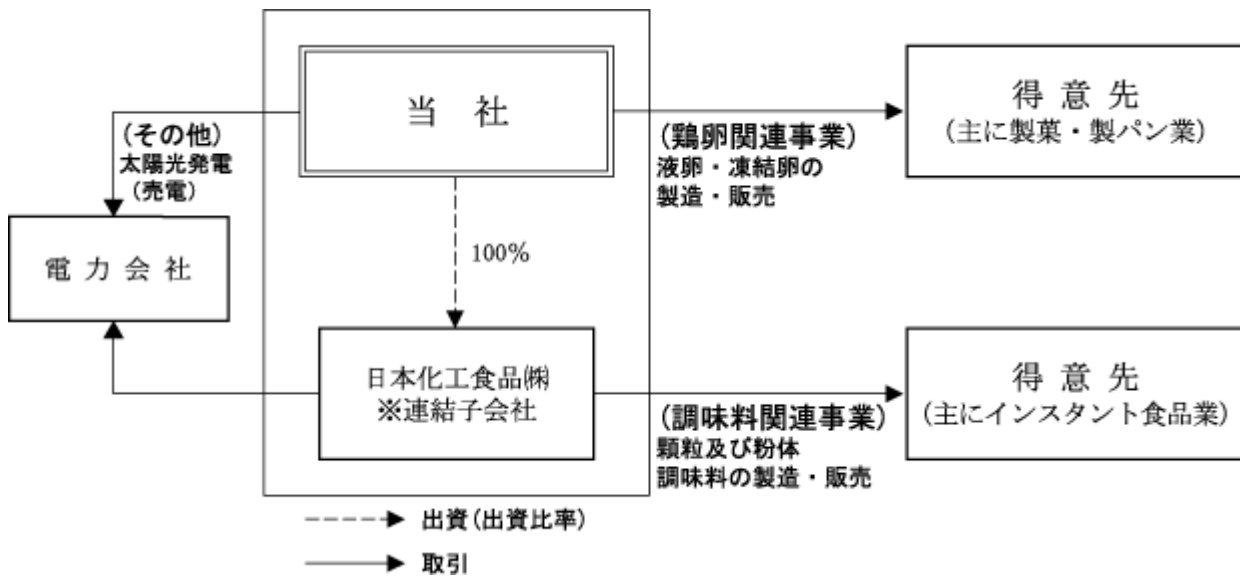 当 社
得 意 先
(主に製菓・製パン業)
(その他)
太陽光発電
(売電)
(鶏卵関連事業)
液卵・凍結卵の
製造・販売
電 力 会 社
100%
日本化工食品㈱
※連結子会社
得 意 先
(主にインスタント食品業)
(調味料関連事業)
顆粒及び粉体
調味料の製造・販売
出資(出資比率)
取引